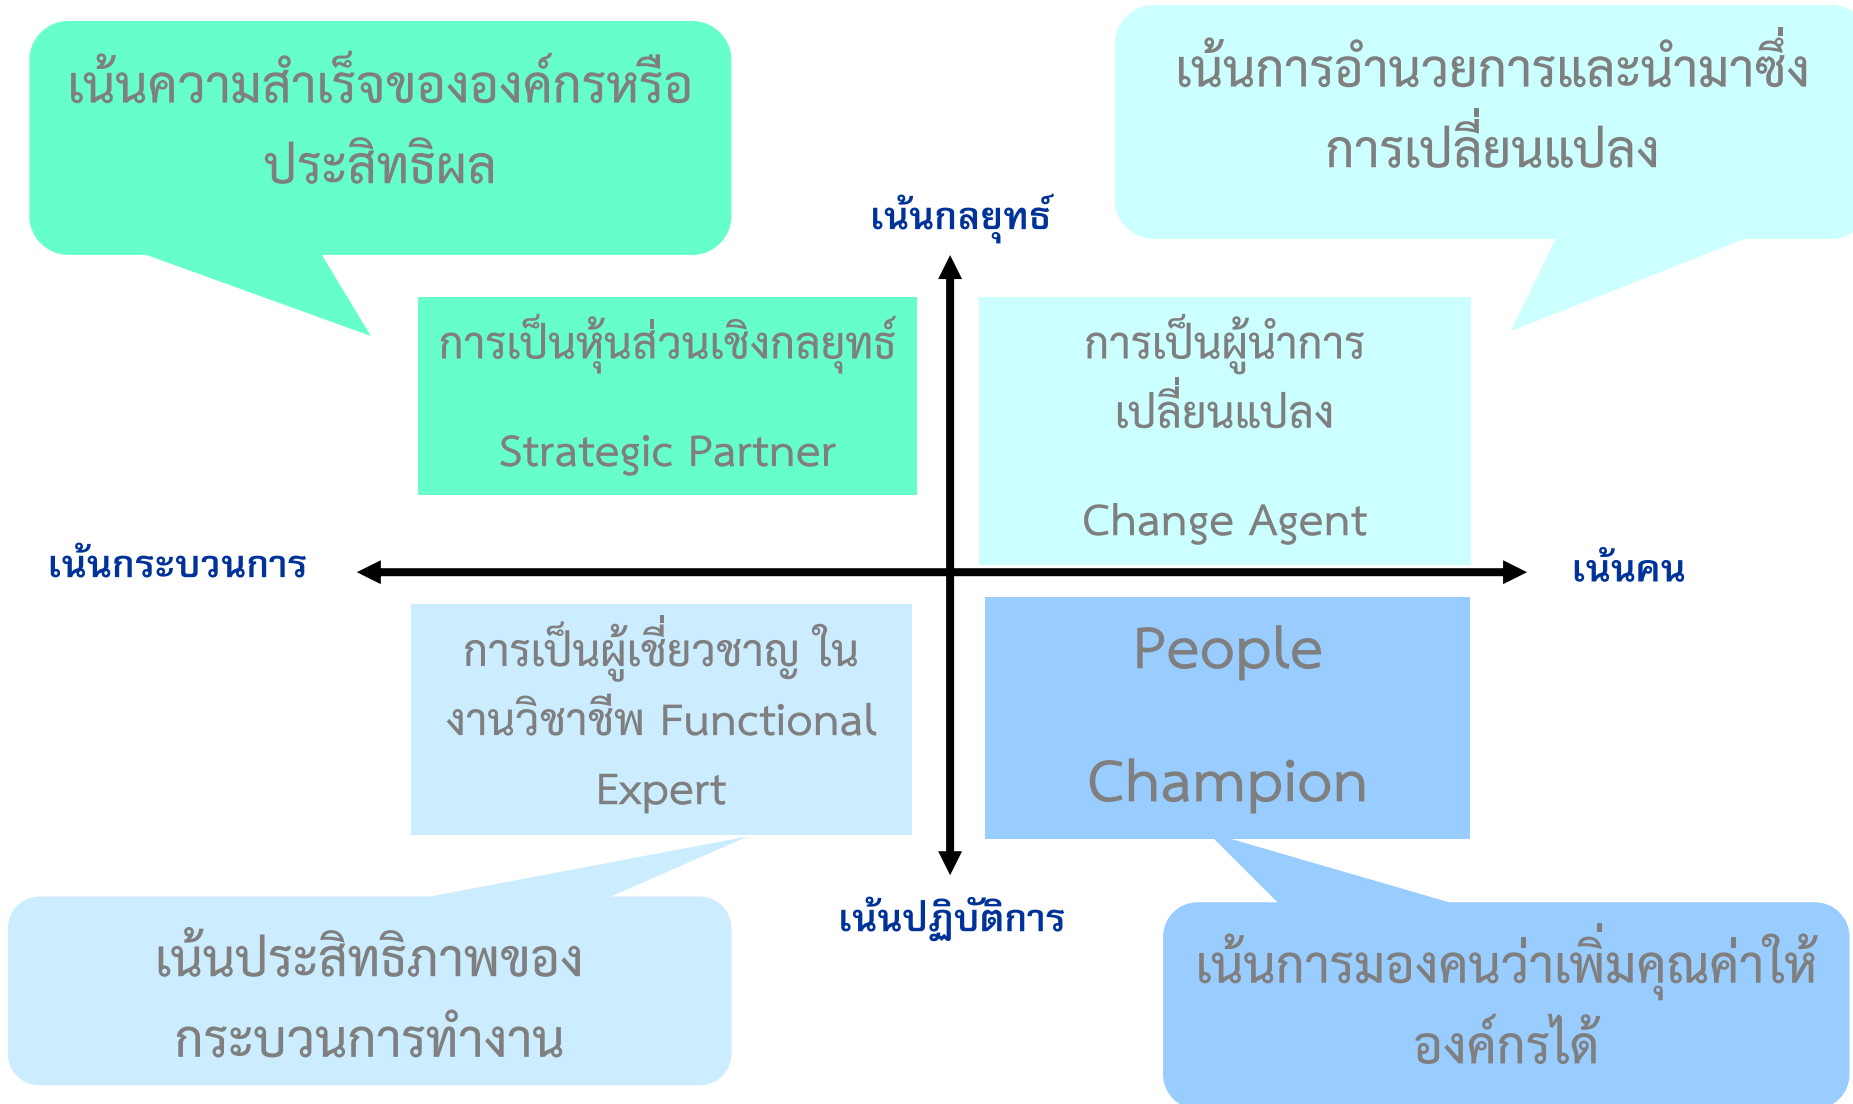 เน้นความสำเร็จขององค์กรหรือ
ประสิทธิผล
เน้นการอำนวยการและนำมาซึ่ง
การเปลี่ยนแปลง
เน้นกลยุทธ์
การเป็นหุ้นส่วนเชิงกลยุทธ์
Strategic Partner
การเป็นผู้นำการ
เปลี่ยนแปลง
Change Agent
เน้นกระบวนการ
เน้นคน
การเป็นผู้เชี่ยวชาญ ใน
งานวิชาชีพ Functional
Expert
People
Champion
เน้นปฏิบัติการ
เน้นประสิทธิภาพของ
กระบวนการทำงาน
เน้นการมองคนว่าเพิ่มคุณค่าให้
องค์กรได้